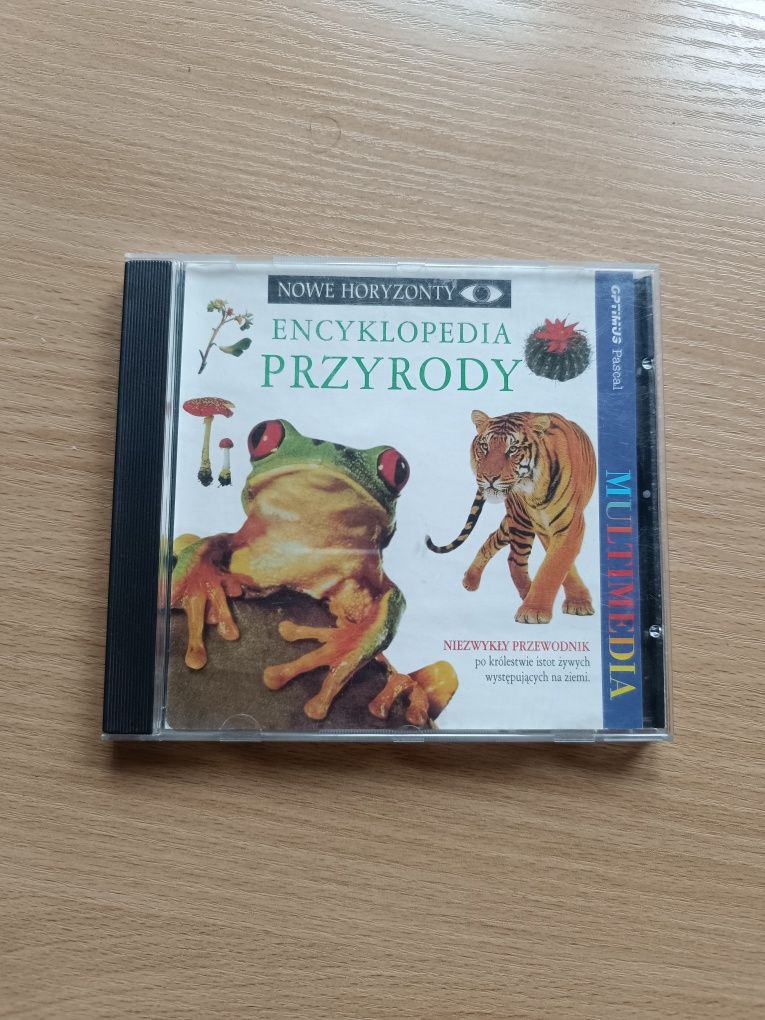 NOWE HORYZONTY
ENCYKLOPEDIA
PRZYRODY
NIEZWYKŁY PRZEWODNIK
po królestwie istot żywych
występujących na ziemi.
OPTIMUS Pascal
MULTIMEDIA